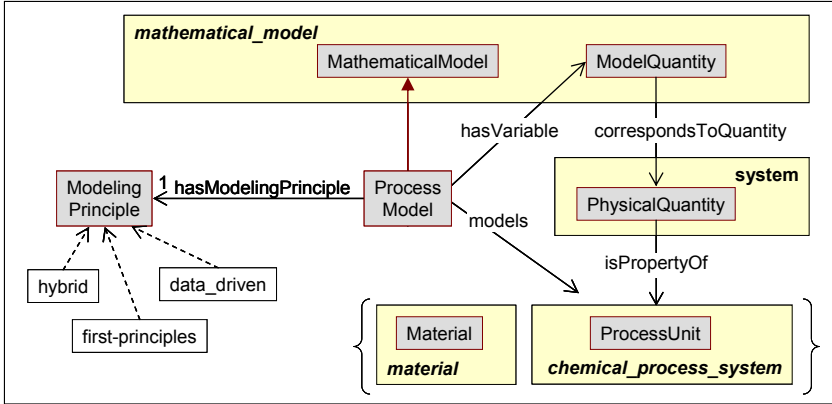 mathematical_model
MathematicalModel
ModelQuantity
hasVariable
correspondsToQuantity
system
Modeling
Principle
1
hasModelingPrinciple
Process
Model
PhysicalQuantity
models
isPropertyOf
hybrid
data_driven
first-principles
Material
material
ProcessUnit
chemical_process_system